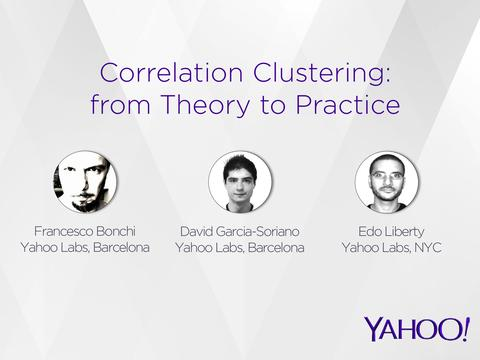 Correlation Clustering:
from Theory to Practice
Francesco Bonchi
Yahoo Labs, Barcelona
David Garcia-Soriano
Yahoo Labs, Barcelona
Edo Liberty
Yahoo Labs, NYC
YAHOO!